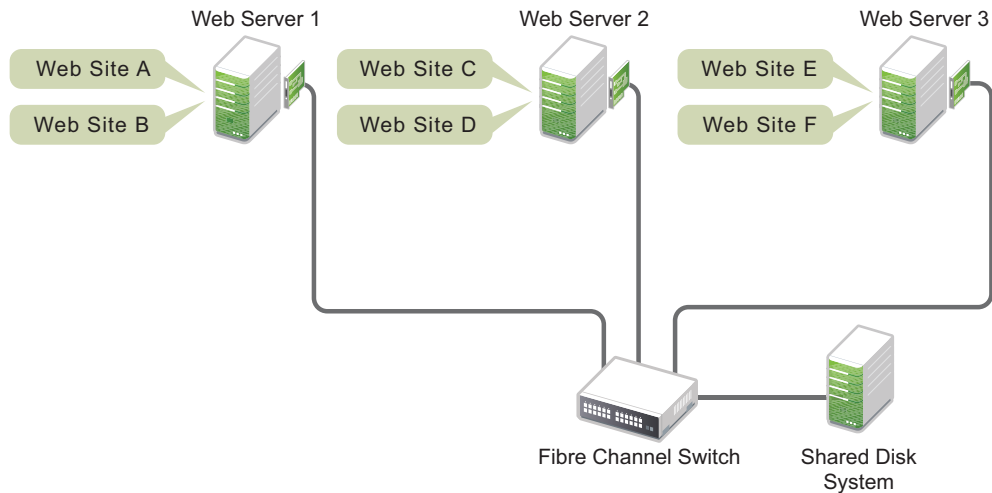 Web Server 1
Web Server 2
Web Server 3
Web Site A
Web Site C
Web Site E
Web Site B
Web Site D
Web Site F
Fibre Channel Switch
Shared Disk
System